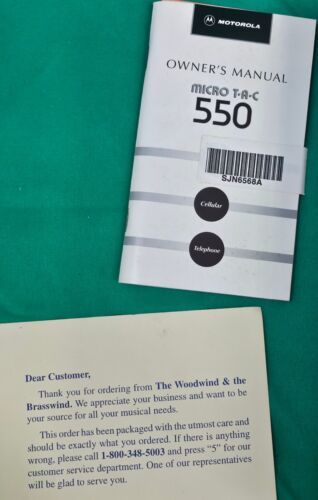 MOTOROLA
OWNER'S MANUAL
MICRO T·A·C
550
SJN6568A
Cellular
Telephone
Dear Customer,
Thank you for ordering from The Woodwind & the
Brasswind. We appreciate your business and want to be
your source for all your musical needs.
This order has been packaged with the utmost care and
should be exactly what you ordered. If there is anything
wrong, please call 1-800-348-5003 and press "5" for our
customer service department. One of our representatives
will be glad to serve you.